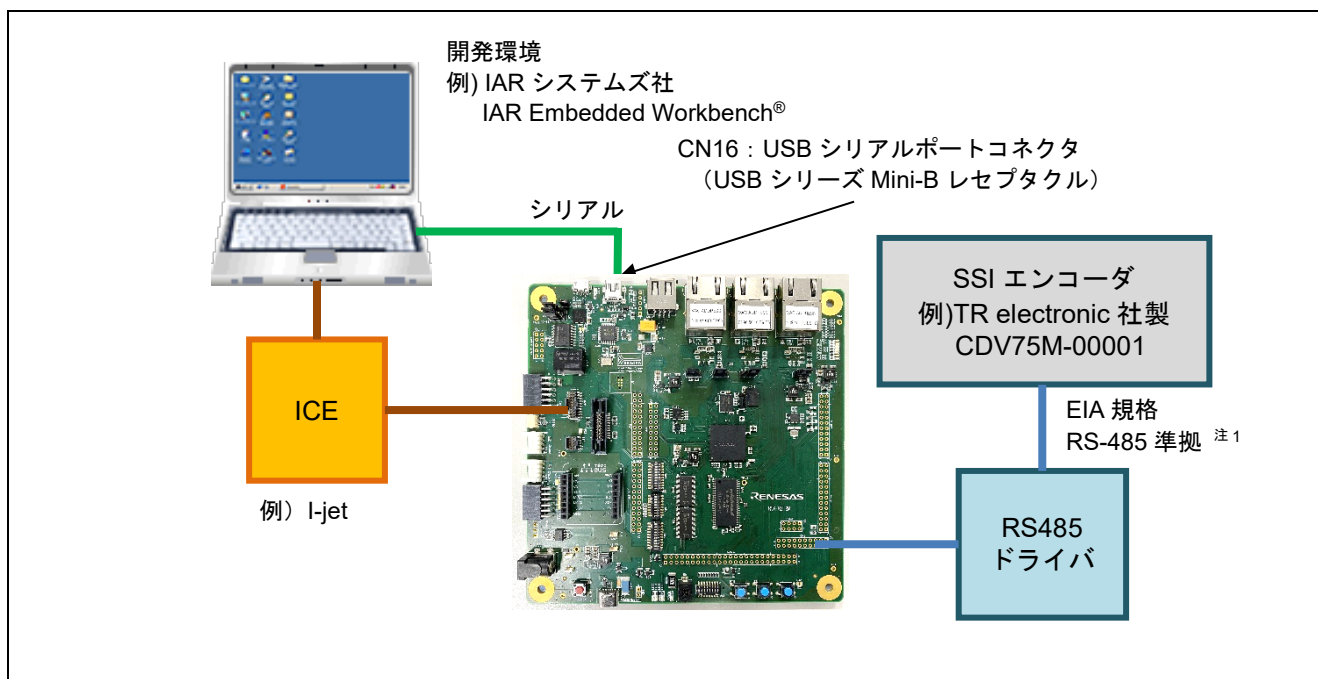 開発環境
例) IAR システムズ社
IAR Embedded Workbench®
CN16：USB シリアルポートコネクタ
（USB シリーズ Mini-B レセプタクル）
シリアル
SSI エンコーダ
例)TR electronic 社製
CDV75M-00001
ICE
EIA 規格
RS-485 準拠 注 1
例）I-jet
RENESAS
RS485
ドライバ